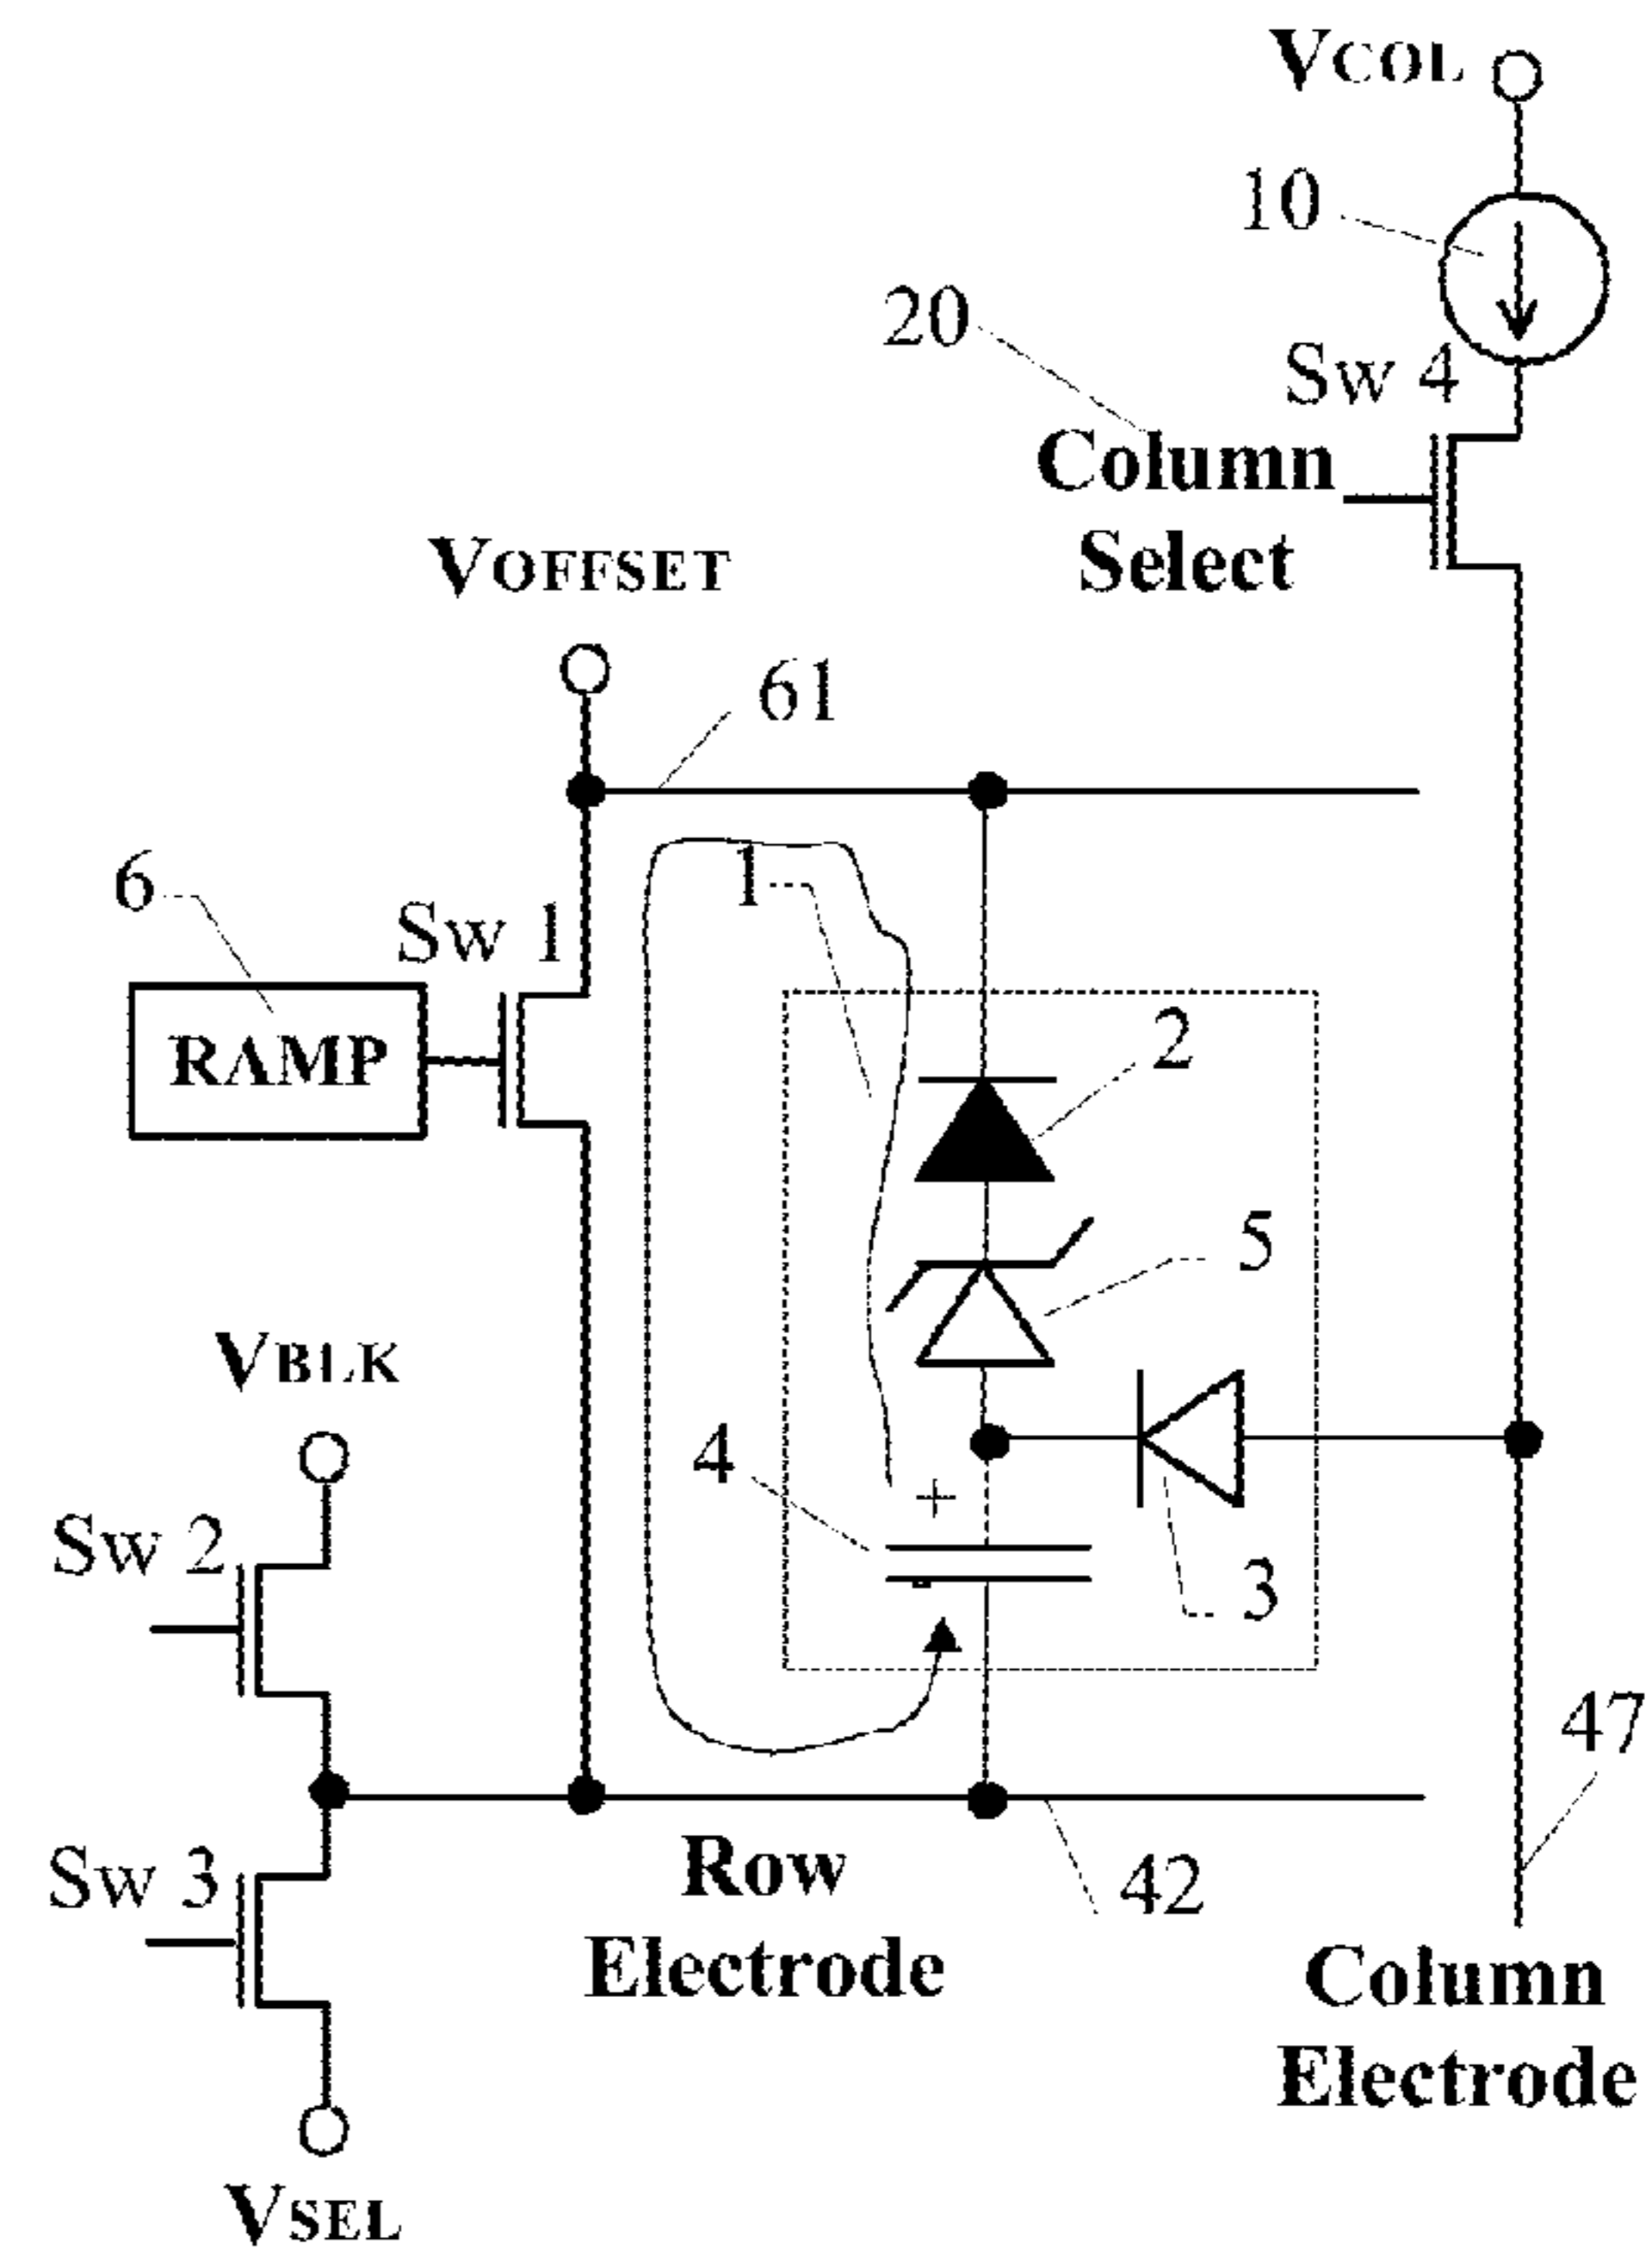 VCOL
10
20
Sw 4
Column
Select
VOFFSET
61
1
6
Sw 1
RAMP
2
5
VBLK
4
+
-
Sw 2
3
47
Sw 3
Row
Electrode
42
Column
Electrode
VSEL